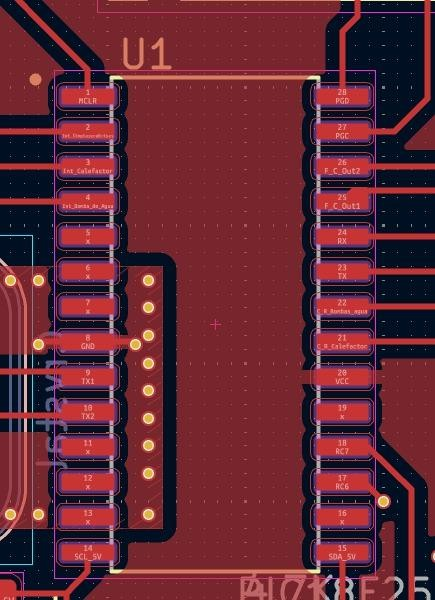 U1
1
MCLR
28
PGD
2
27
PGC
3
Int_Calefactor
26
F_C_Out2
4
Int_Bomba_de_Agua
25
F_C_Out1
5
x
24
RX
6
x
23
TX
7
x
22
C_R_Bombas_agua
8
GND
21
C_R_Calefactor
9
TX1
20
VCC
10
TX2
19
x
11
x
18
RC7
12
x
17
RC6
13
x
16
x
14
SCL_5V
15
SDA_5V